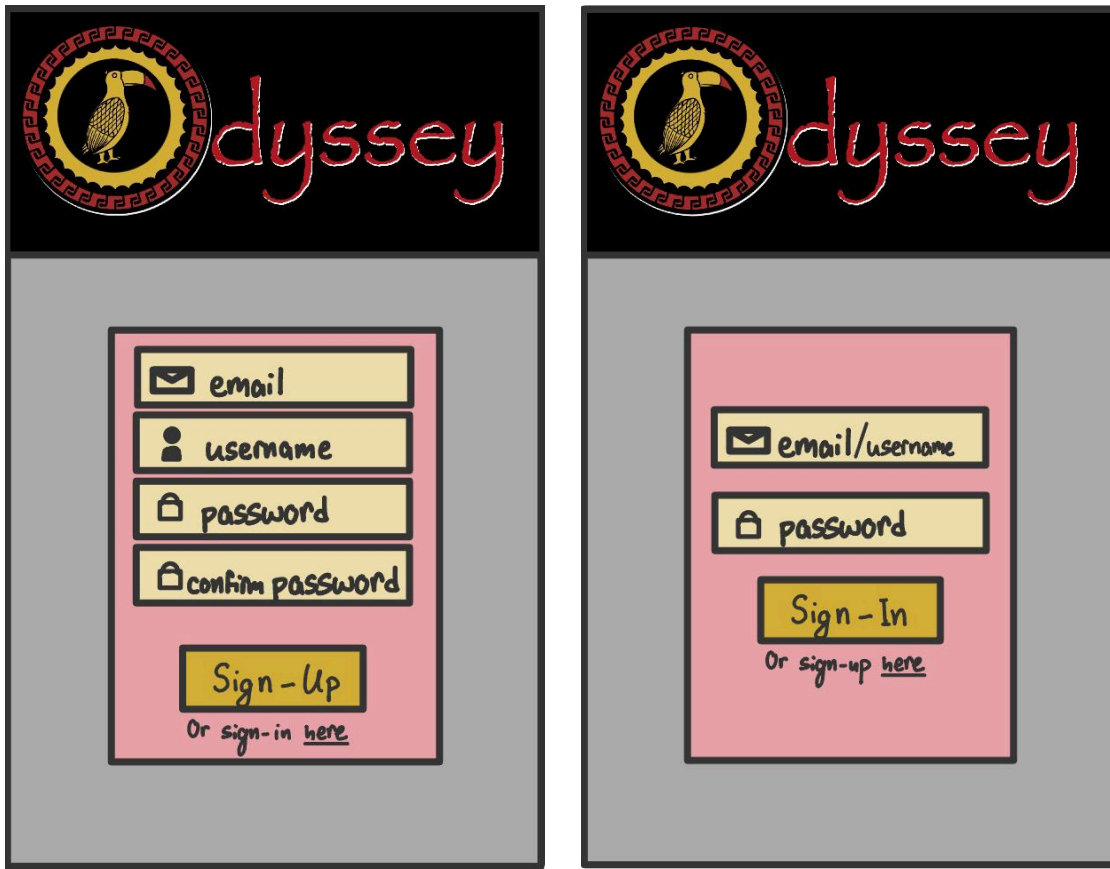 Odyssey
email
username
password
confirm password
Sign-Up
Or sign-in here
Odyssey
email/username
password
Sign-In
Or sign-up here